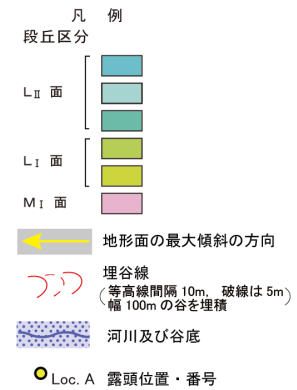 凡 例
段丘区分
LⅡ 面
LⅠ 面
MⅠ 面
地形面の最大傾斜の方向
埋谷線
(等高線間隔 10m, 破線は 5m
幅 100m の谷を埋積)
河川及び谷底
Loc. A 露頭位置・番号